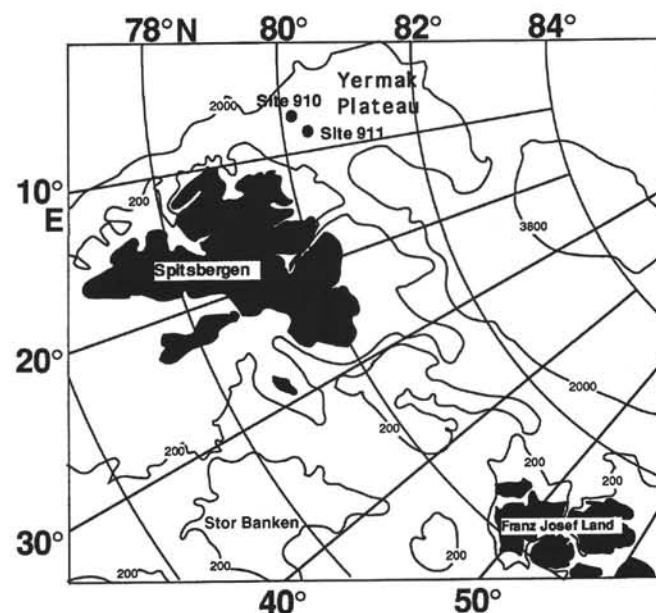 78°N 80° 82° 84°
Yermak
Plateau
2000
Site 910
Site 911
200
10°
E
3800
Spitsbergen
20°
2000
200
200
200
200
30°
Stor Banken
Franz Josef Land
200
200
200
40°
50°